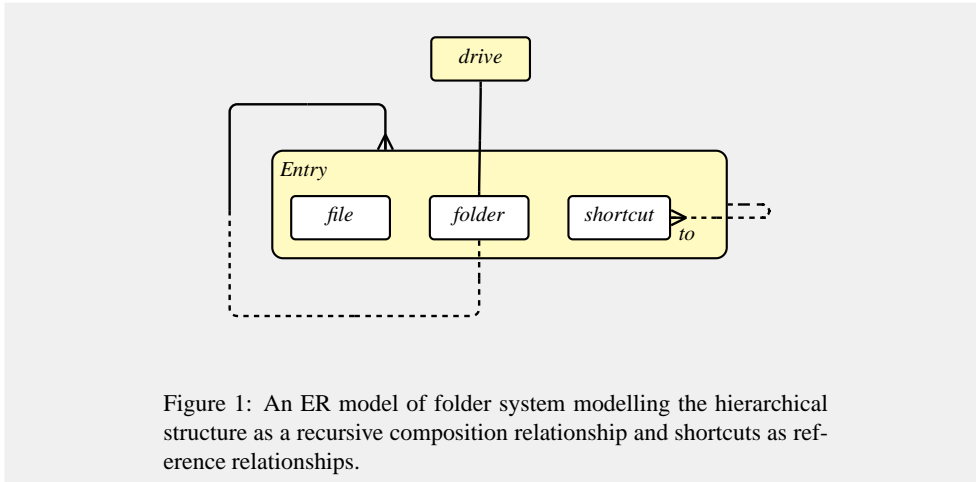 drive
Entry
file
folder
shortcut
to
Figure 1: An ER model of folder system modelling the hierarchical
structure as a recursive composition relationship and shortcuts as ref-
erence relationships.